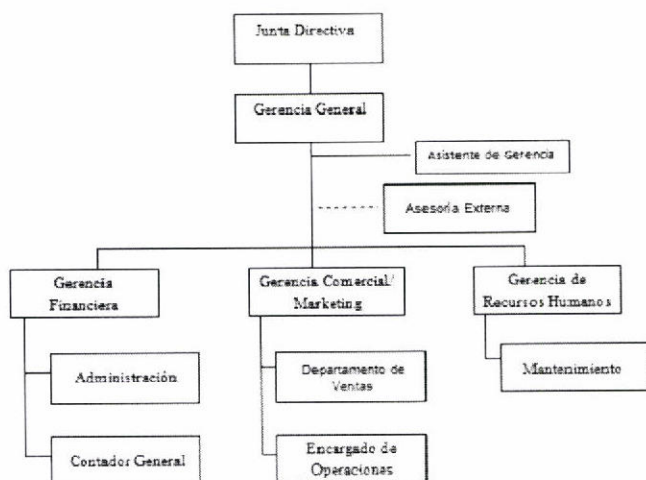 Junta Directiva
Gerencia General
Asistente de Gerencia
Asesoría Externa
Gerencia
Financiera
Gerencia Comercial/
Marketing
Gerencia de
Recursos Humanos
Administración
Departamento de
Ventas
Mantenimiento
Contador General
Encargado de
Operaciones